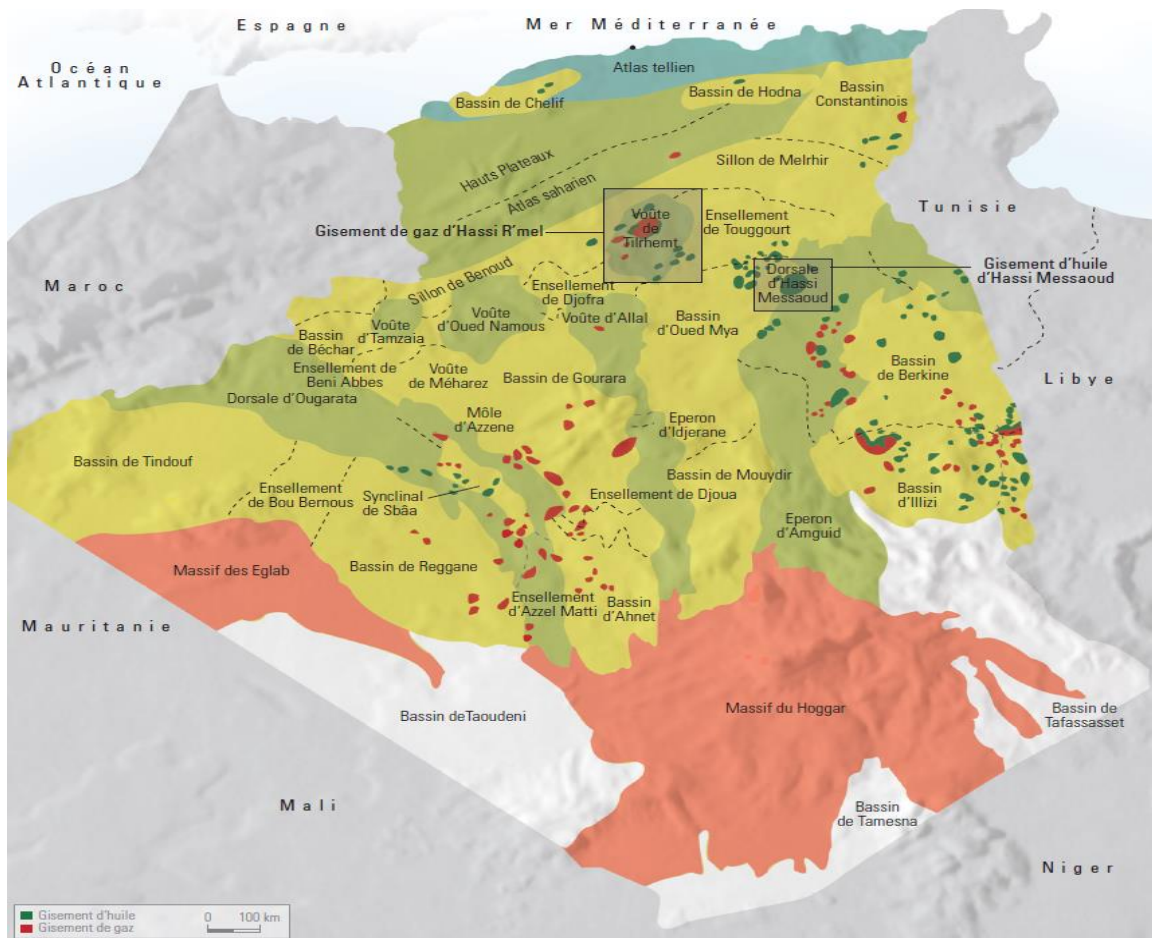 Espagne
Mer Méditerranée
Océan
Atlantique
Atlas tellien
Bassin de Chelif
Bassin de Hodna
Bassin
Constantinois
Hauts Plateaux
Atlas saharien
Sillon de Melrhir
Tunisie
Gisement de gaz d'Hassi R'mel
Voûte
de
Tilrhemt
Ensellement
de Touggourt
Gisement d'huile
d'Hassi Messaoud
Dorsale
d'Hassi
Messaoud
Maroc
Sillon de Benoud
Ensellement
de Djofra
Voûte
d'Oued Namous
Voûte d'Allal
Voûte
de Tamzaia
Bassin
d'Oued Mya
Bassin
de Béchar
Ensellement de
Beni Abbes
Voûte
de Méharez
Bassin de Gourara
Bassin
de Berkine
Libye
Dorsale d'Ougarata
Môle
d'Azzene
Eperon
d'Idjerane
Bassin de Tindouf
Bassin de Mouydir
Ensellement
de Bou Bernous
Synclinal
de Sbâa
Ensellement de Djoua
Bassin
d'Illizi
Eperon
d'Amguid
Massif des Eglab
Bassin de Reggane
Ensellement
d'Azzel Matti
Bassin
d'Ahnet
Mauritanie
Bassin deTaoudeni
Massif du Hoggar
Bassin de
Tafassasset
Mali
Bassin
de Tamesna
Niger
Gisement d'huile
Gisement de gaz
0 100 km